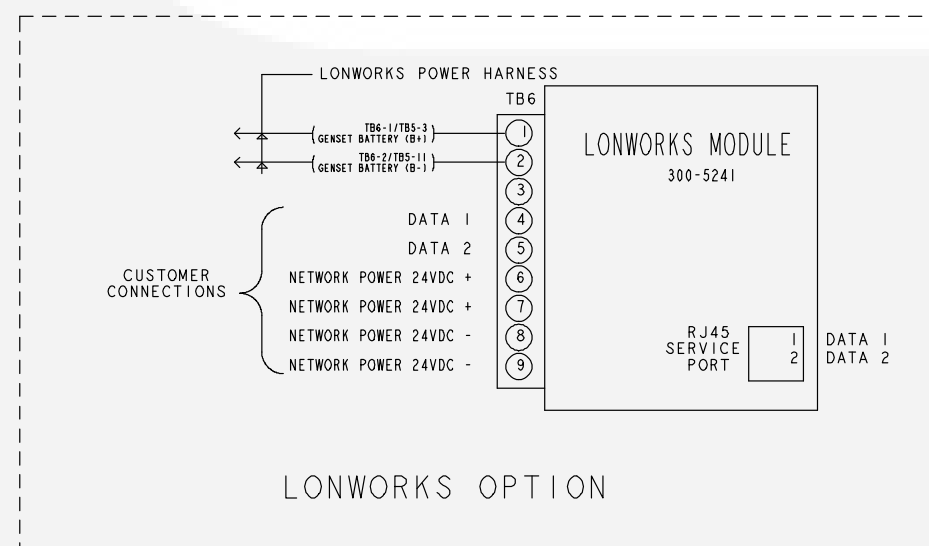 LONWORKS POWER HARNESS
TB6
TB6-1/TB5-3
GENSET BATTERY (B+)
1
TB6-2/TB5-11
GENSET BATTERY (B-)
2
3
DATA 1
4
DATA 2
5
NETWORK POWER 24VDC +
6
NETWORK POWER 24VDC +
7
NETWORK POWER 24VDC -
8
NETWORK POWER 24VDC -
9
CUSTOMER
CONNECTIONS
LONWORKS MODULE
300-5241
RJ45
SERVICE
PORT
1
2
DATA 1
DATA 2
LONWORKS OPTION